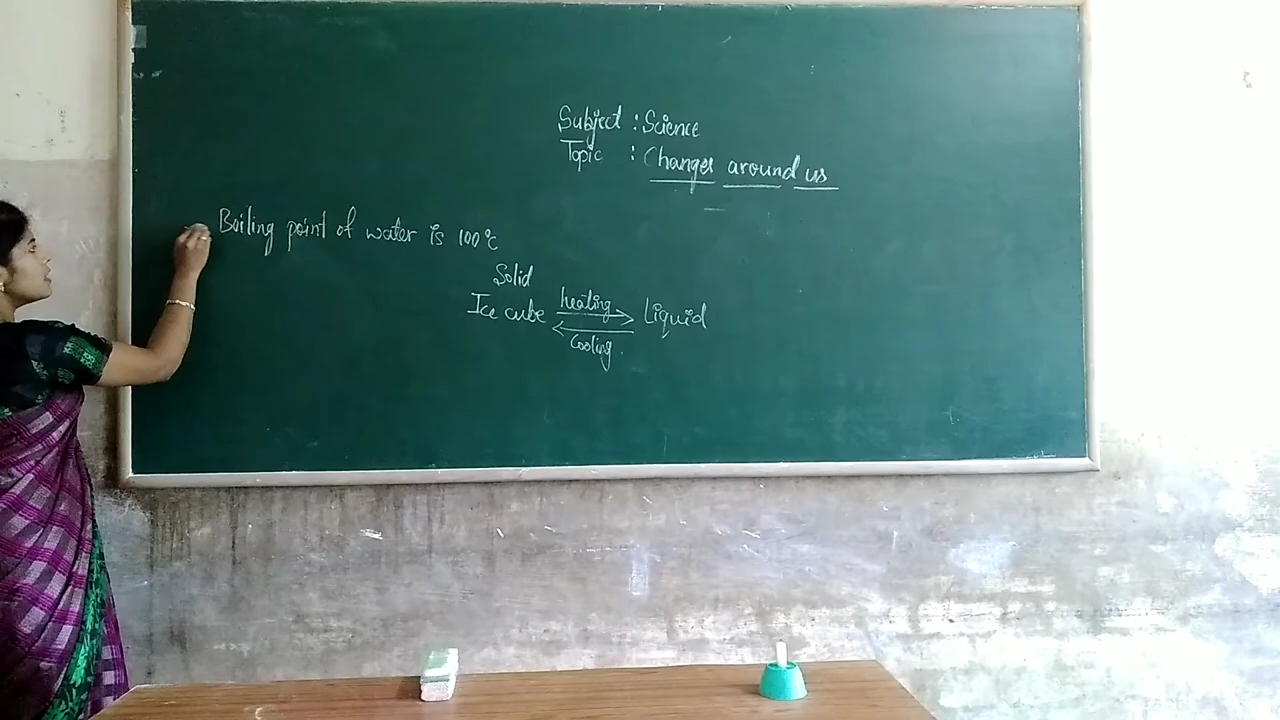 Subject : Science
Topic : Changes around us
Boiling point of water is 100°c
Solid
Ice cube heating Liquid
Cooling.